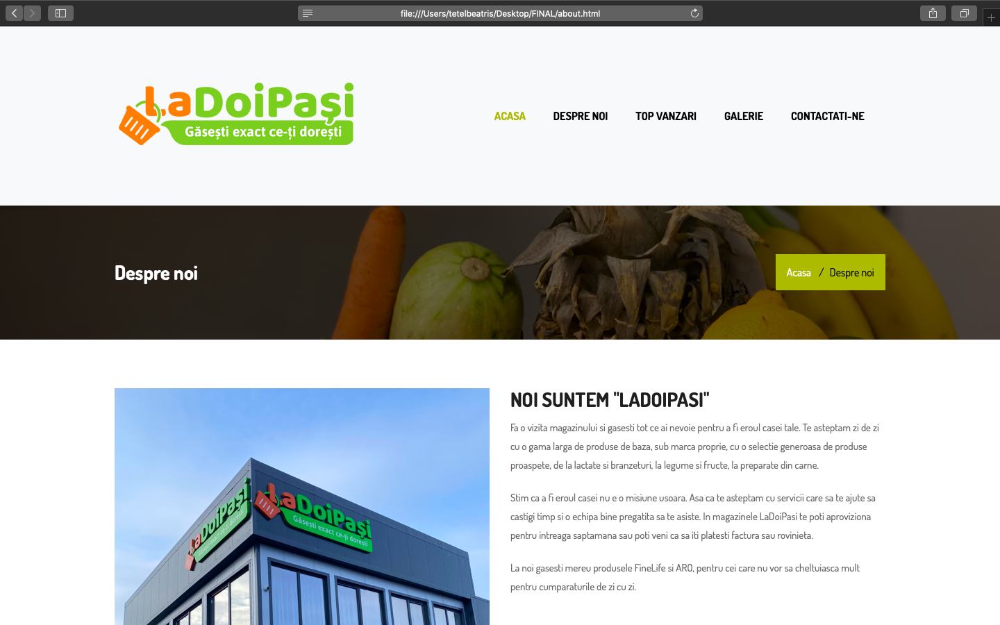 file:///Users/tetelbeatris/Desktop/FINAL/about.html
LaDoiPași
Găsești exact ce-ți dorești
ACASA
DESPRE NOI
TOP VANZARI
GALERIE
CONTACTATI-NE
Despre noi
Acasa / Despre noi
LaDoiPași
Găsești exact ce-ți dorești
LaDoiPași
Găsești exact ce-ți dorești
NOI SUNTEM "LADOIPASI"
Fa o vizita magazinului si gasesti tot ce ai nevoie pentru a fi eroul casei tale. Te asteptam zi de zi
cu o gama larga de produse de baza, sub marca proprie, cu o selectie generoasa de produse
proaspete, de la lactate si branzeturi, la legume si fructe, la preparate din carne.
Stim ca a fi eroul casei nu e o misiune usoara. Asa ca te asteptam cu servicii care sa te ajute sa
castigi timp si o echipa bine pregatita sa te asiste. In magazinele LaDoiPasi te poti aproviziona
pentru intreaga saptamana sau poti veni ca sa iti platesti factura sau rovinieta.
La noi gasesti mereu produsele FineLife si ARO, pentru cei care nu vor sa cheltuiasca mult
pentru cumparaturile de zi cu zi.